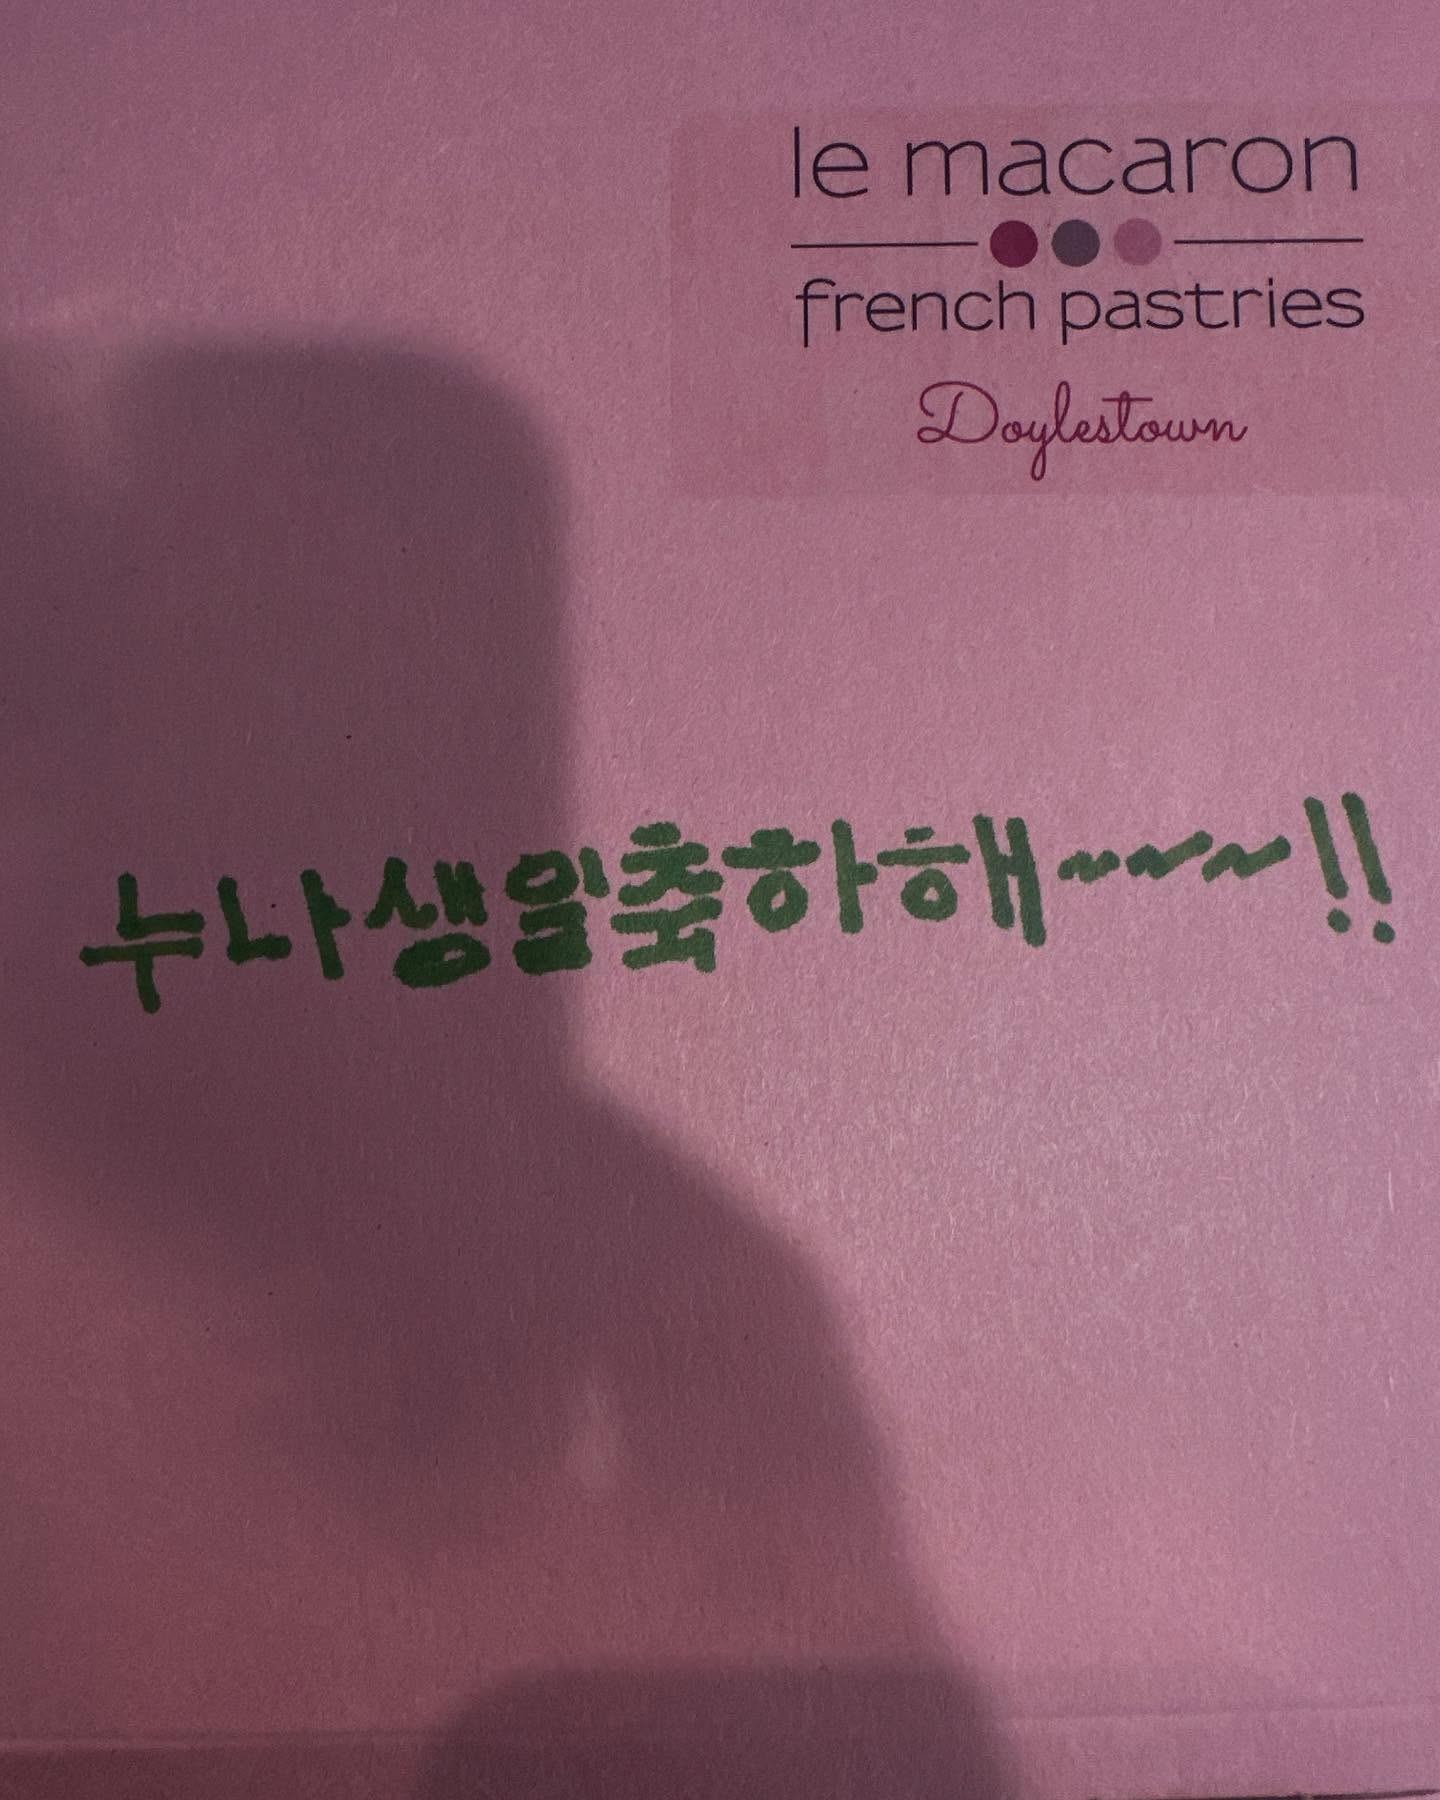 le macaron
french pastries
Doylestown
누나생일축하해~~~!!